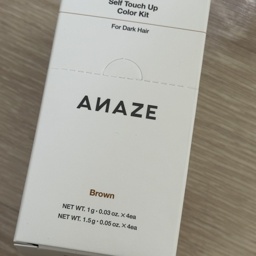 Self Touch Up
Color Kit
For Dark Hair
AИAZE
Brown
NET WT. 1g · 0.03 oz. × 4ea
NET WT. 1.5g · 0.05 oz. × 4ea